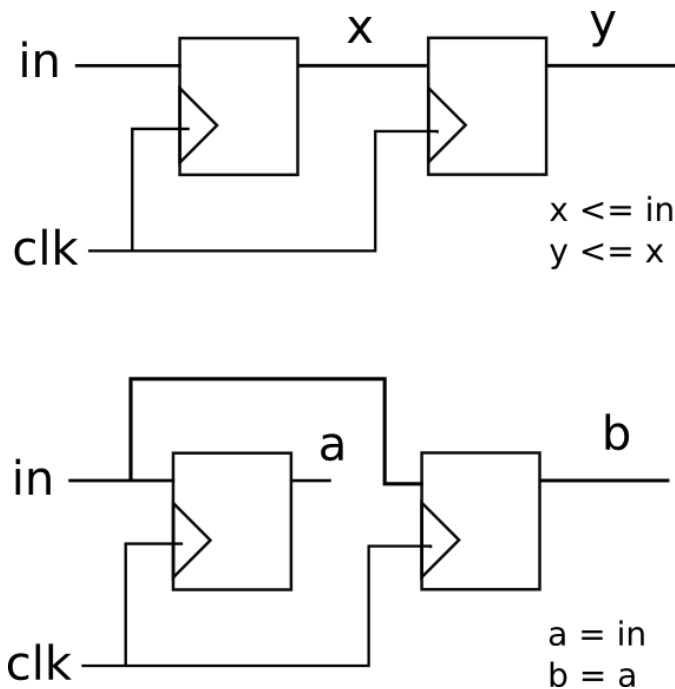 x
y
in
clk
x <= in
y <= x
in
a
b
clk
a = in
b = a